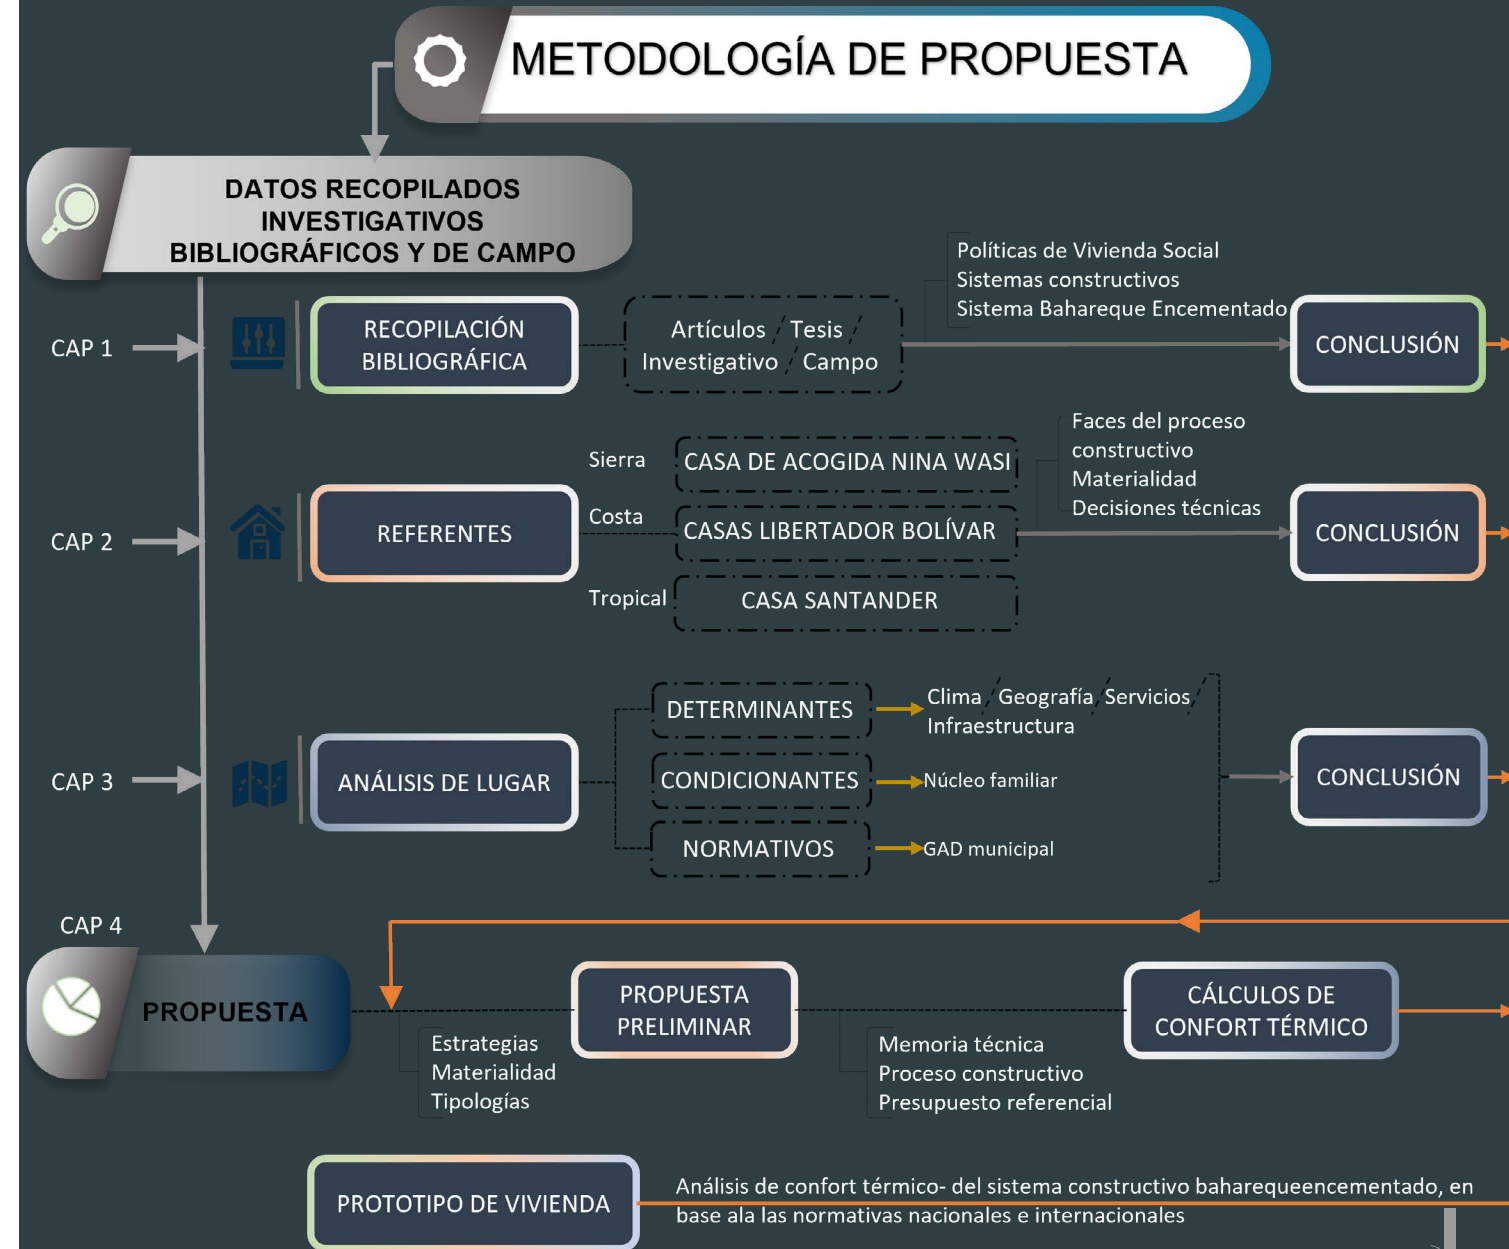 METODOLOGÍA DE PROPUESTA
DATOS RECOPILADOS
INVESTIGATIVOS
BIBLIOGRÁFICOS Y DE CAMPO
CAP 1
RECOPILACIÓN
BIBLIOGRÁFICA
Artículos / Tesis /
Investigativo / Campo
Políticas de Vivienda Social
Sistemas constructivos
Sistema Bahareque Encementado
CONCLUSIÓN
CAP 2
REFERENTES
Sierra
CASA DE ACOGIDA NINA WASI
Costa
CASAS LIBERTADOR BOLÍVAR
Tropical
CASA SANTANDER
Faces del proceso
constructivo
Materialidad
Decisiones técnicas
CONCLUSIÓN
CAP 3
ANÁLISIS DE LUGAR
DETERMINANTES
Clima / Geografía / Servicios /
Infraestructura
CONDICIONANTES
Núcleo familiar
NORMATIVOS
GAD municipal
CONCLUSIÓN
CAP 4
PROPUESTA
Estrategias
Materialidad
Tipologías
PROPUESTA
PRELIMINAR
Memoria técnica
Proceso constructivo
Presupuesto referencial
CÁLCULOS DE
CONFORT TÉRMICO
PROTOTIPO DE VIVIENDA
Análisis de confort térmico- del sistema constructivo baharequeencementado, en
base ala las normativas nacionales e internacionales